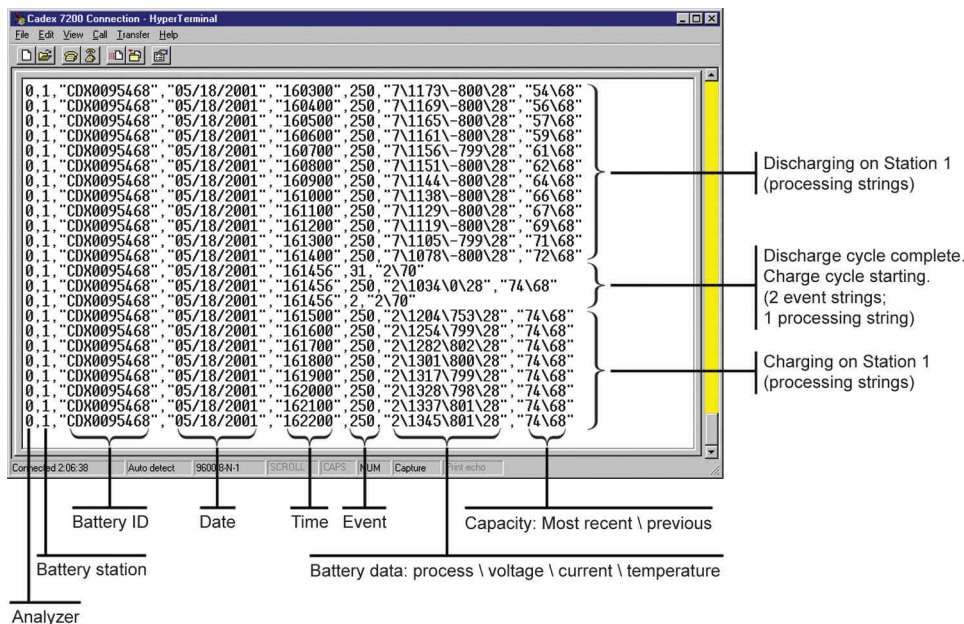 Cadex 7200 Connection - HyperTerminal
File Edit View Call Transfer Help
0,1,"CDX0095468","05/18/2001","160300",250,"7\1173\-800\28","54\68"
0,1,"CDX0095468","05/18/2001","160400",250,"7\1169\-800\28","56\68"
0,1,"CDX0095468","05/18/2001","160500",250,"7\1165\-800\28","57\68"
0,1,"CDX0095468","05/18/2001","160600",250,"7\1161\-800\28","59\68"
0,1,"CDX0095468","05/18/2001","160700",250,"7\1156\-799\28","61\68"
0,1,"CDX0095468","05/18/2001","160800",250,"7\1151\-800\28","62\68"
0,1,"CDX0095468","05/18/2001","160900",250,"7\1144\-800\28","64\68"
0,1,"CDX0095468","05/18/2001","161000",250,"7\1138\-800\28","66\68"
0,1,"CDX0095468","05/18/2001","161100",250,"7\1129\-800\28","67\68"
0,1,"CDX0095468","05/18/2001","161200",250,"7\1119\-800\28","69\68"
0,1,"CDX0095468","05/18/2001","161300",250,"7\1105\-799\28","71\68"
0,1,"CDX0095468","05/18/2001","161400",250,"7\1078\-800\28","72\68"
0,1,"CDX0095468","05/18/2001","161456",31,"2\70"
0,1,"CDX0095468","05/18/2001","161456",250,"2\1034\0\28","74\68"
0,1,"CDX0095468","05/18/2001","161456",2,"2\70"
0,1,"CDX0095468","05/18/2001","161500",250,"2\1204\753\28","74\68"
0,1,"CDX0095468","05/18/2001","161600",250,"2\1254\799\28","74\68"
0,1,"CDX0095468","05/18/2001","161700",250,"2\1282\802\28","74\68"
0,1,"CDX0095468","05/18/2001","161800",250,"2\1301\800\28","74\68"
0,1,"CDX0095468","05/18/2001","161900",250,"2\1317\799\28","74\68"
0,1,"CDX0095468","05/18/2001","162000",250,"2\1328\798\28","74\68"
0,1,"CDX0095468","05/18/2001","162100",250,"2\1337\801\28","74\68"
0,1,"CDX0095468","05/18/2001","162200",250,"2\1345\801\28","74\68"
Discharging on Station 1
(processing strings)
Discharge cycle complete.
Charge cycle starting.
(2 event strings;
1 processing string)
Charging on Station 1
(processing strings)
Connected 2:06:38 Auto detect 9600 8-N-1 SCROLL CAPS NUM Capture Print echo
Battery ID Date Time Event Capacity: Most recent \ previous
Battery station Battery data: process \ voltage \ current \ temperature
Analyzer